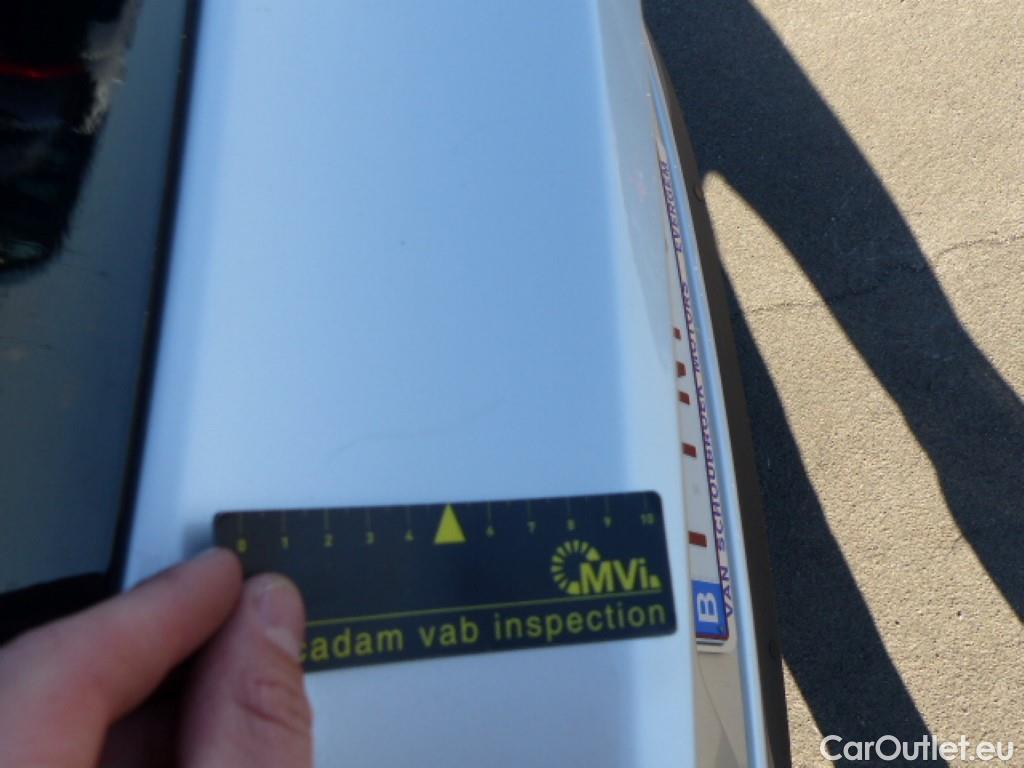 0 1 2 3 4 6 7 8 9 10
MVi.
cadam vab inspection
B
VAN SCHOUBROEK MOTORS EVERGEM
CarOutlet.eu